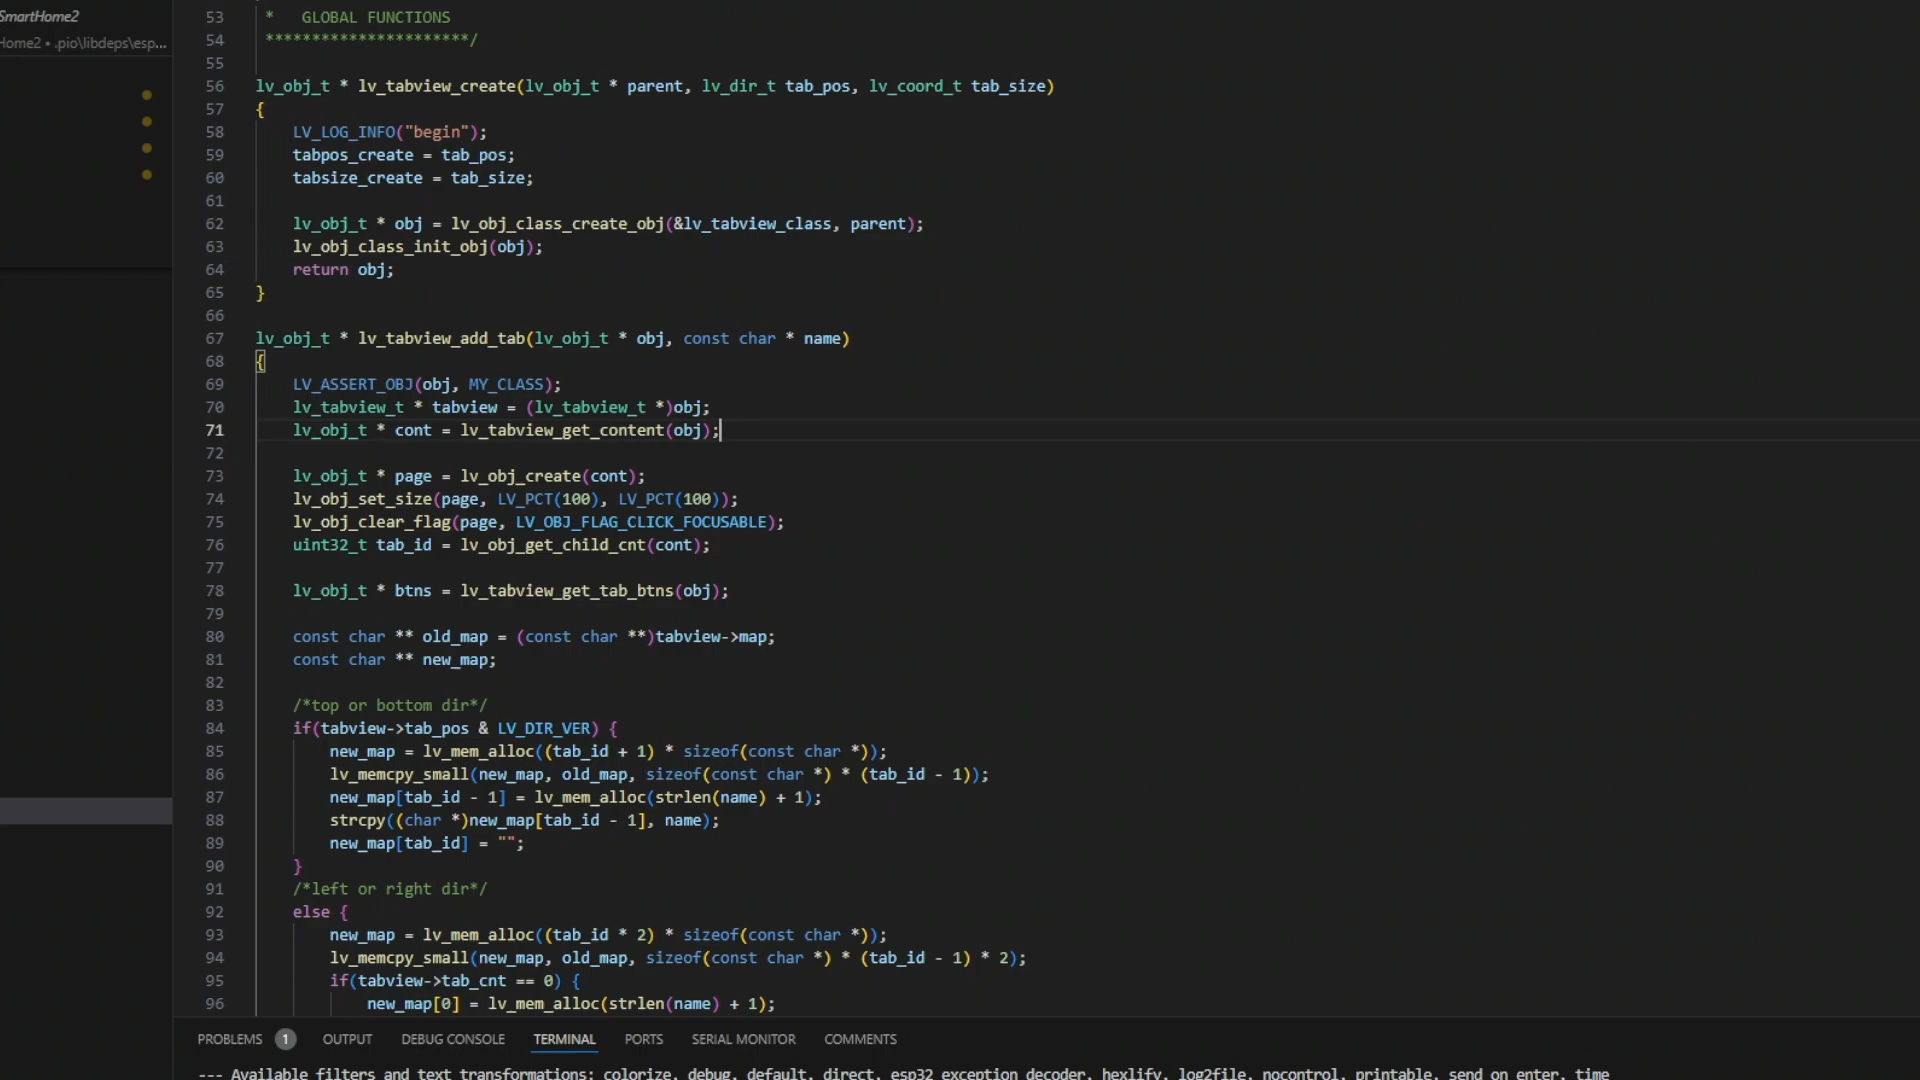 SmartHome2
Home2 • .pio\libdeps\esp...
53 *   GLOBAL FUNCTIONS
54 **********************/
55
56 lv_obj_t * lv_tabview_create(lv_obj_t * parent, lv_dir_t tab_pos, lv_coord_t tab_size)
57 {
58     LV_LOG_INFO("begin");
59     tabpos_create = tab_pos;
60     tabsize_create = tab_size;
61
62     lv_obj_t * obj = lv_obj_class_create_obj(&lv_tabview_class, parent);
63     lv_obj_class_init_obj(obj);
64     return obj;
65 }
66
67 lv_obj_t * lv_tabview_add_tab(lv_obj_t * obj, const char * name)
68 {
69     LV_ASSERT_OBJ(obj, MY_CLASS);
70     lv_tabview_t * tabview = (lv_tabview_t *)obj;
71     lv_obj_t * cont = lv_tabview_get_content(obj);
72
73     lv_obj_t * page = lv_obj_create(cont);
74     lv_obj_set_size(page, LV_PCT(100), LV_PCT(100));
75     lv_obj_clear_flag(page, LV_OBJ_FLAG_CLICK_FOCUSABLE);
76     uint32_t tab_id = lv_obj_get_child_cnt(cont);
77
78     lv_obj_t * btns = lv_tabview_get_tab_btns(obj);
79
80     const char ** old_map = (const char **)tabview->map;
81     const char ** new_map;
82
83     /*top or bottom dir*/
84     if(tabview->tab_pos & LV_DIR_VER) {
85         new_map = lv_mem_alloc((tab_id + 1) * sizeof(const char *));
86         lv_memcpy_small(new_map, old_map, sizeof(const char *) * (tab_id - 1));
87         new_map[tab_id - 1] = lv_mem_alloc(strlen(name) + 1);
88         strcpy((char *)new_map[tab_id - 1], name);
89         new_map[tab_id] = "";
90     }
91     /*left or right dir*/
92     else {
93         new_map = lv_mem_alloc((tab_id * 2) * sizeof(const char *));
94         lv_memcpy_small(new_map, old_map, sizeof(const char *) * (tab_id - 1) * 2);
95         if(tabview->tab_cnt == 0) {
96             new_map[0] = lv_mem_alloc(strlen(name) + 1);
PROBLEMS 1 OUTPUT DEBUG CONSOLE TERMINAL PORTS SERIAL MONITOR COMMENTS
--- Available filters and text transformations: colorize, debug, default, direct, esp32_exception_decoder, hexlify, log2file, nocontrol, printable, send_on_enter, time